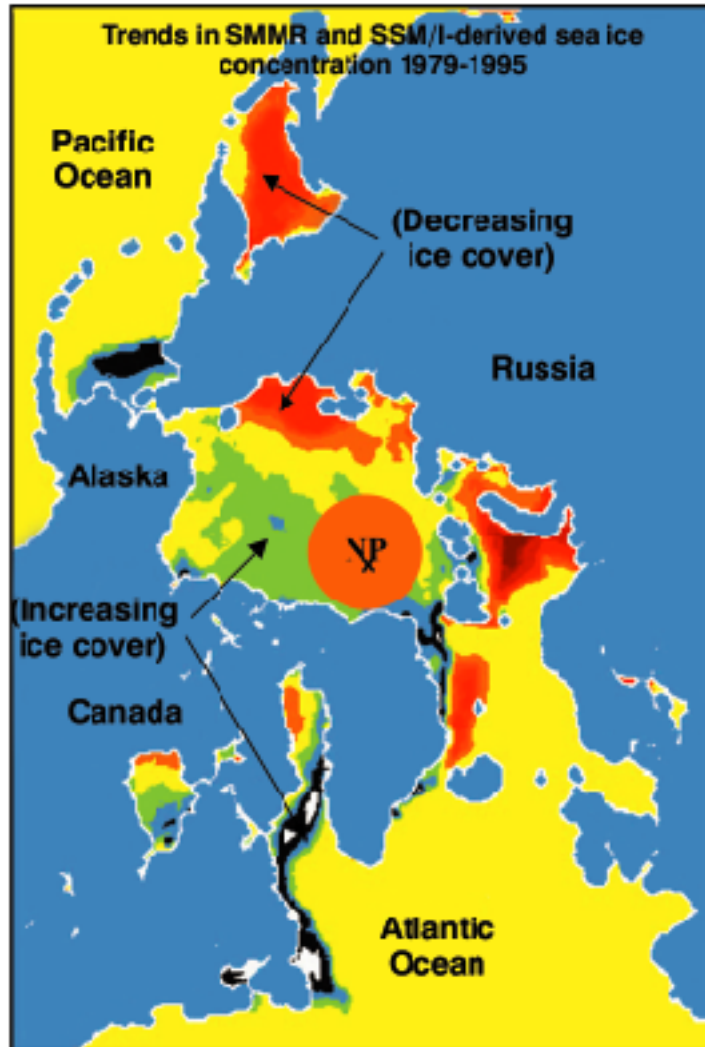 Trends in SMMR and SSM/I-derived sea ice
concentration 1979-1995
Pacific
Ocean
(Decreasing
ice cover)
Russia
Alaska
NP
(Increasing
ice cover)
Canada
Atlantic
Ocean